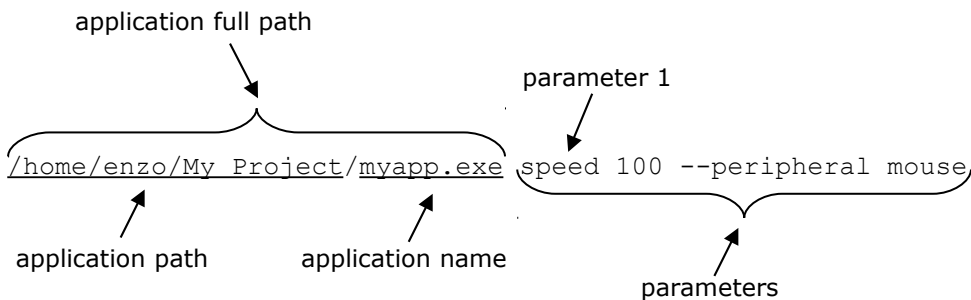 application full path
parameter 1
/home/enzo/My Project/myapp.exe speed 100 --peripheral mouse
application path
application name
parameters